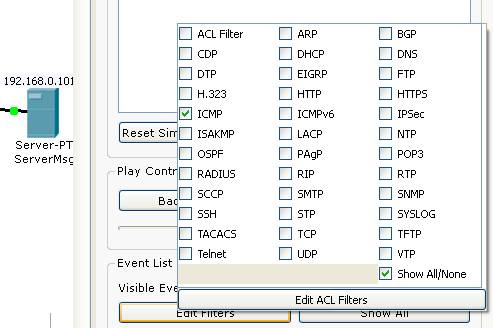 ACL Filter ARP BGP
CDP DHCP DNS
DTP EIGRP FTP
H.323 HTTP HTTPS
ICMP ICMPv6 IPSec
ISAKMP LACP NTP
OSPF PAgP POP3
RADIUS RIP RTP
SCCP SMTP SNMP
SSH STP SYSLOG
TACACS TCP TFTP
Telnet UDP VTP
Show All/None
Edit ACL Filters
192.168.0.101
Server-PT
ServerMsg
Reset Sim
Play Contr
Bac
Event List
Visible Eve
Edit Filters Show All